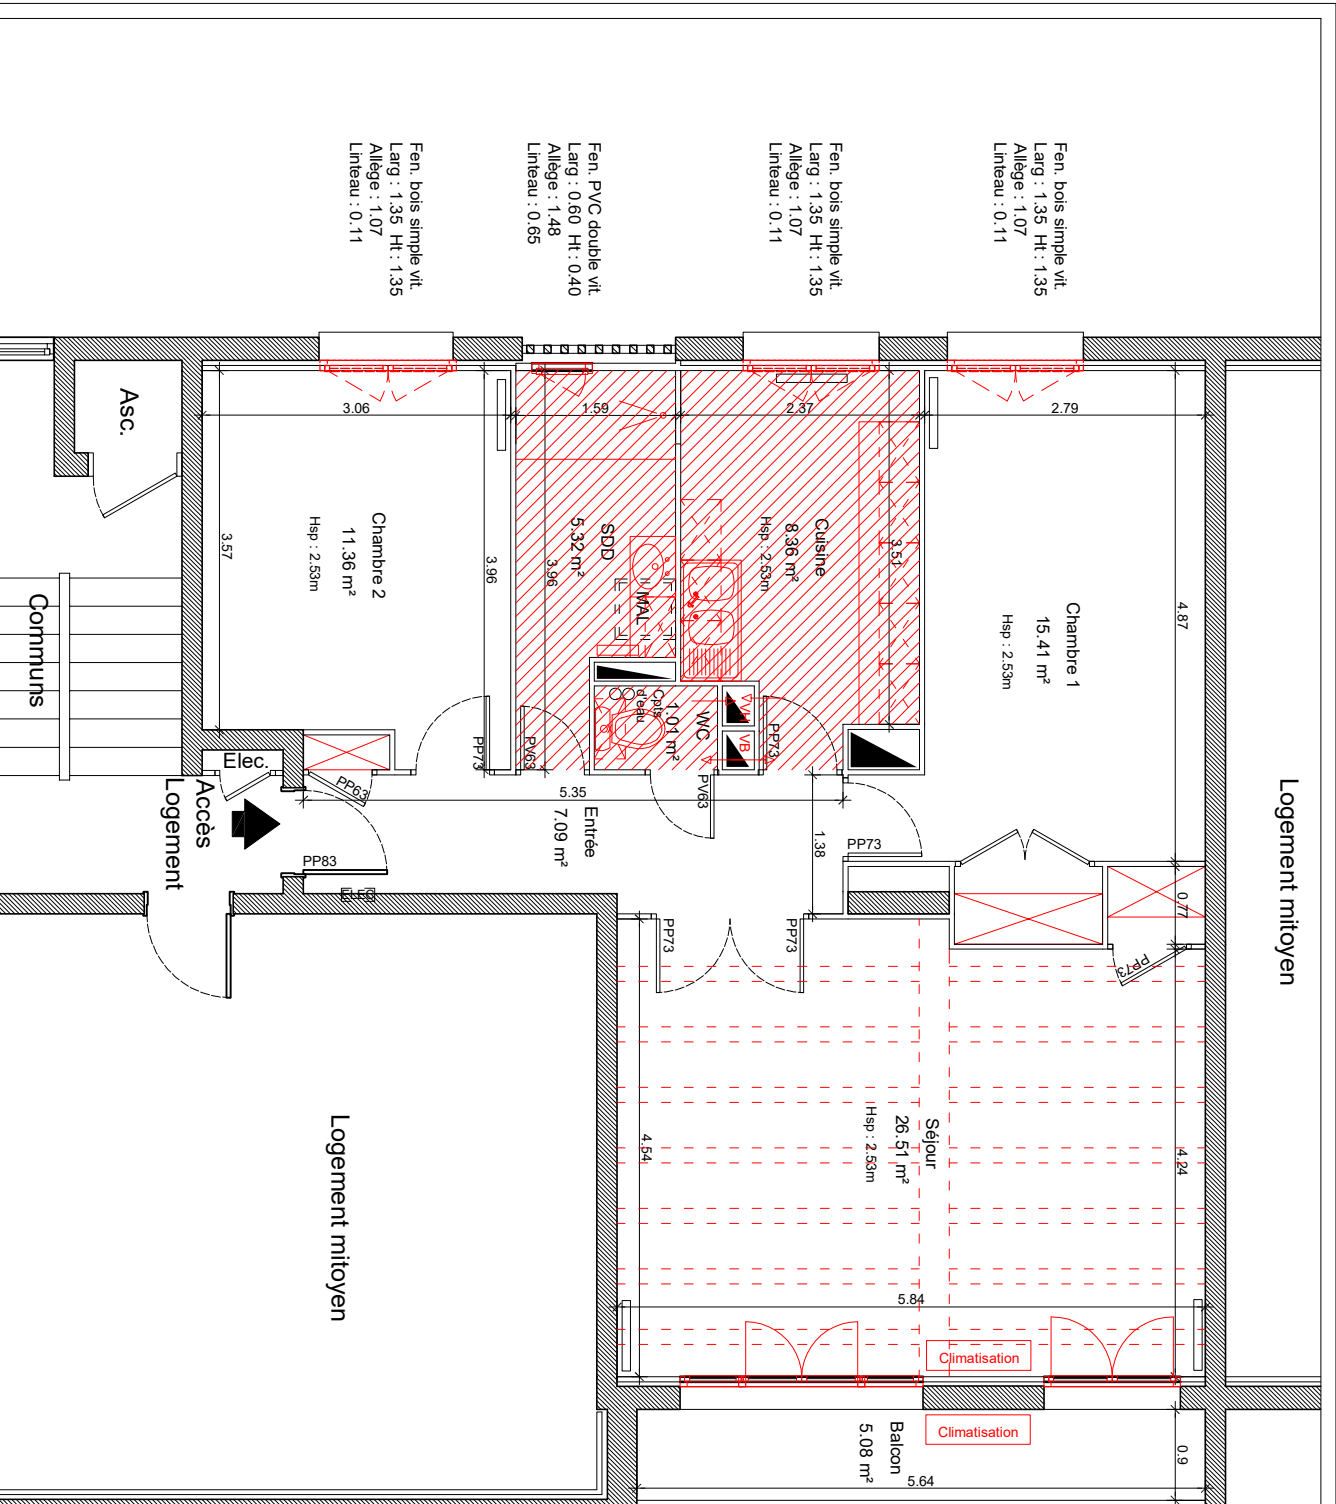 Fen. bois simple vit.
Larg : 1.35 Ht : 1.35
Allège : 1.07
Linteau : 0.11
Fen. PVC double vit.
Larg : 0.60 Ht : 0.40
Allège : 1.48
Linteau : 0.65
Fen. bois simple vit.
Larg : 1.35 Ht : 1.35
Allège : 1.07
Linteau : 0.11
Fen. bois simple vit.
Larg : 1.35 Ht : 1.35
Allège : 1.07
Linteau : 0.11
Asc.
3.06
1.59
2.37
2.79
Chambre 2
11.36 m²
Hsp : 2.53m
3.57
3.96
SDD
5.32 m²
3.96
MAL
Cuisine
8.36 m²
Hsp : 2.53m
3.51
Chambre 1
15.41 m²
Hsp : 2.53m
4.87
Communs
Cpts
d'eau
WC
1.01 m²
VB
PP73
PV63
PV63
PP73
Elec.
PP63
Accès
Logement
PP83
ELEC
5.35
Entrée
7.09 m²
1.38
PP73
0.77
PP73
PP73
PP73
Logement mitoyen
Séjour
26.51 m²
Hsp : 2.53m
4.54
4.24
5.84
Logement mitoyen
Climatisation
Climatisation
Balcon
5.08 m²
5.64
0.9